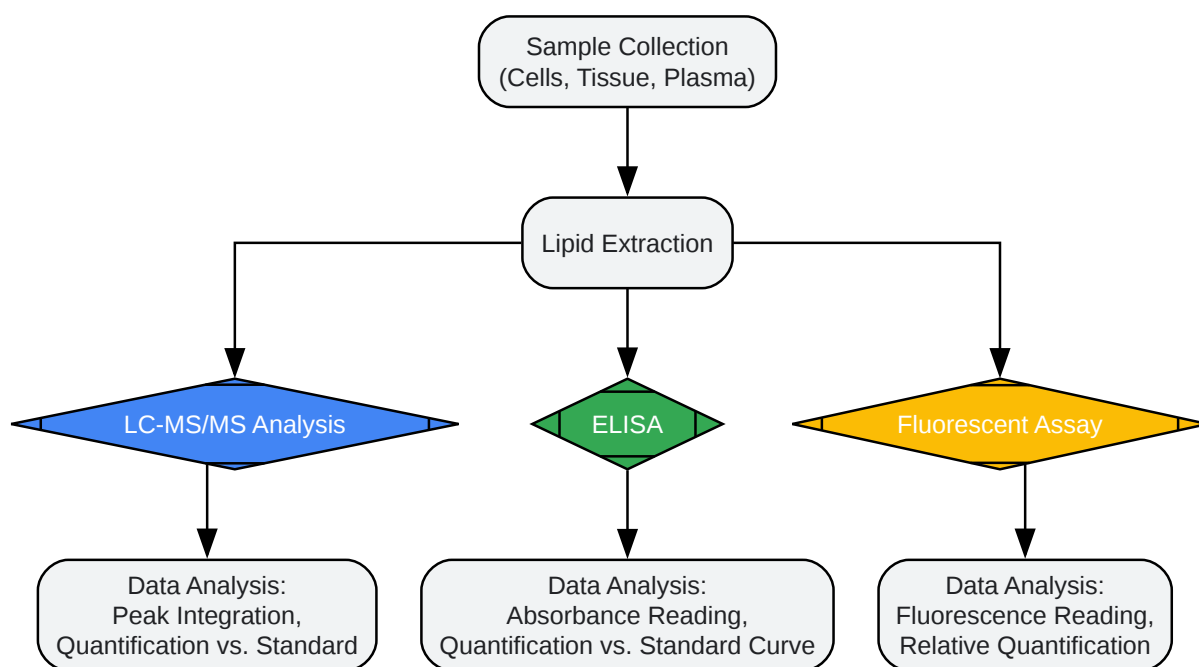 Sample Collection
(Cells, Tissue, Plasma)
Lipid Extraction
LC-MS/MS Analysis
ELISA
Fluorescent Assay
Data Analysis:
Peak Integration,
Quantification vs. Standard
Data Analysis:
Absorbance Reading,
Quantification vs. Standard Curve
Data Analysis:
Fluorescence Reading,
Relative Quantification